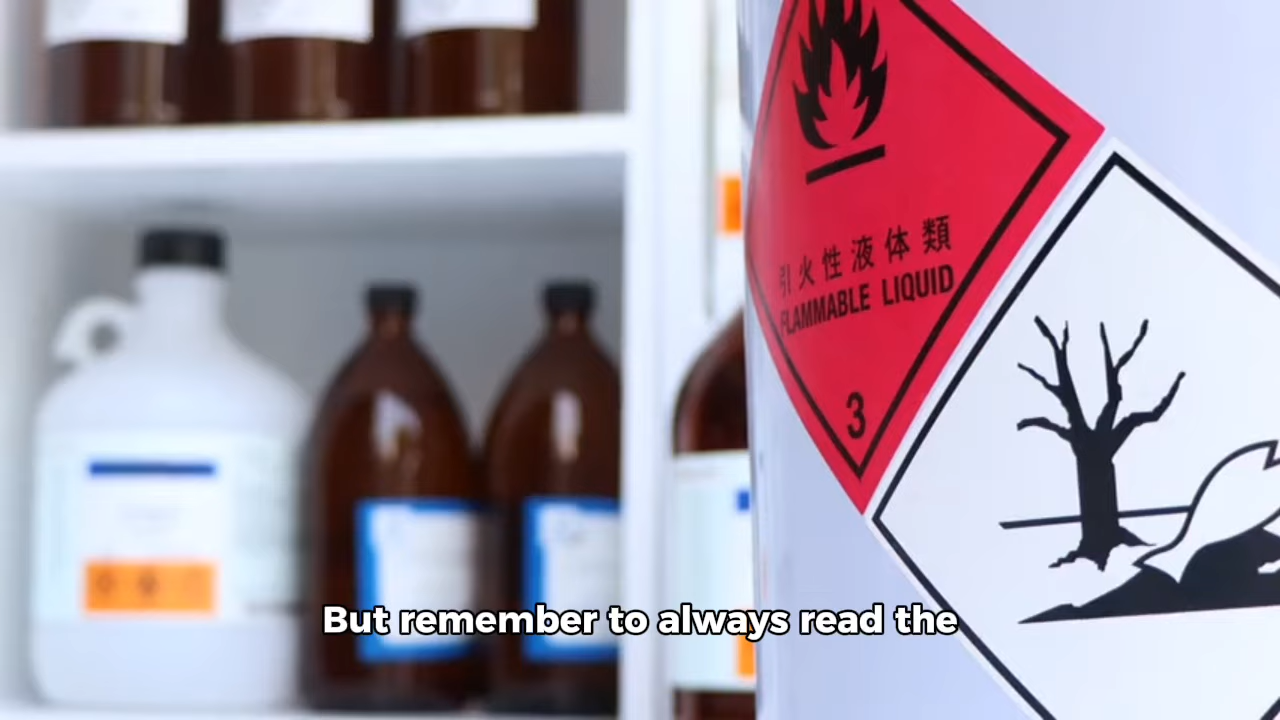 引火性液体類
FLAMMABLE LIQUID
3
But remember to always read the